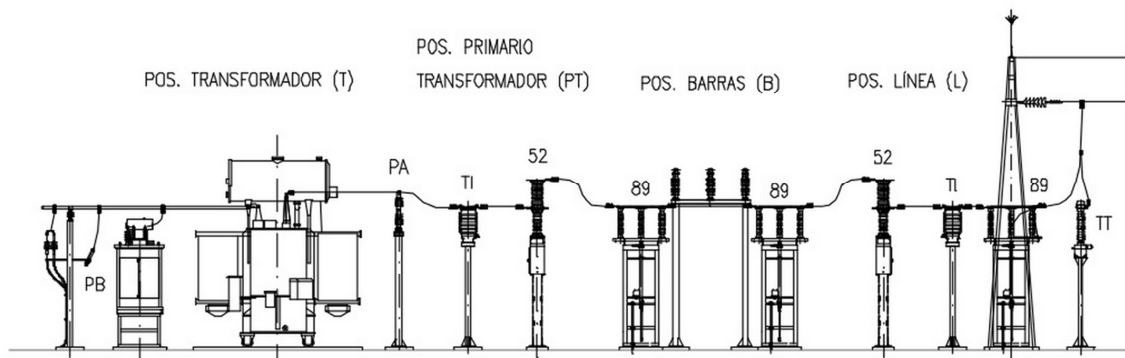 POS. PRIMARIO
POS. TRANSFORMADOR (T)
TRANSFORMADOR (PT)
POS. BARRAS (B)
POS. LÍNEA (L)
PA
TI
52
89
89
52
TI
89
TT
PB